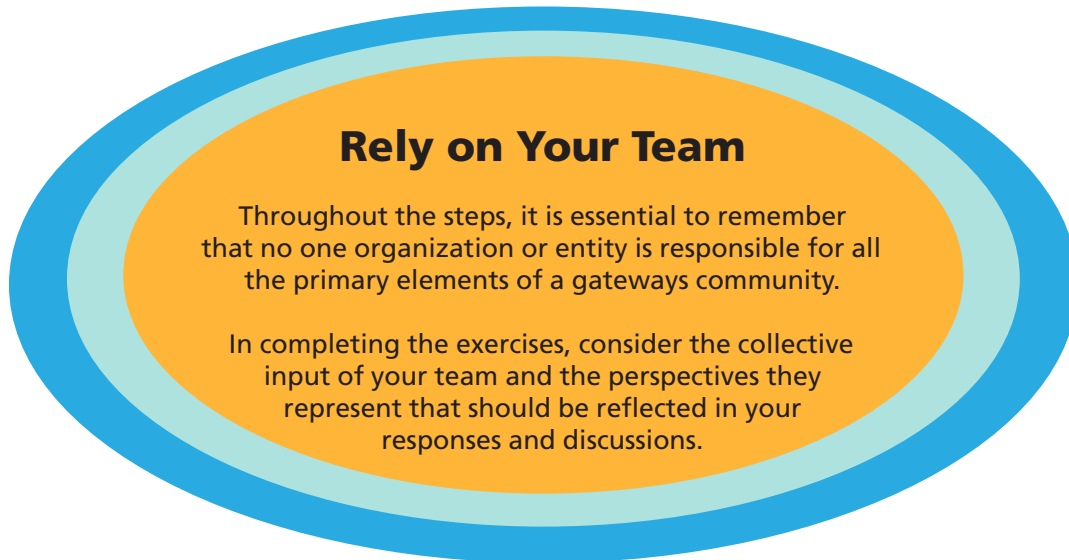 Rely on Your Team
Throughout the steps, it is essential to remember
that no one organization or entity is responsible for all
the primary elements of a gateways community.
In completing the exercises, consider the collective
input of your team and the perspectives they
represent that should be reflected in your
responses and discussions.